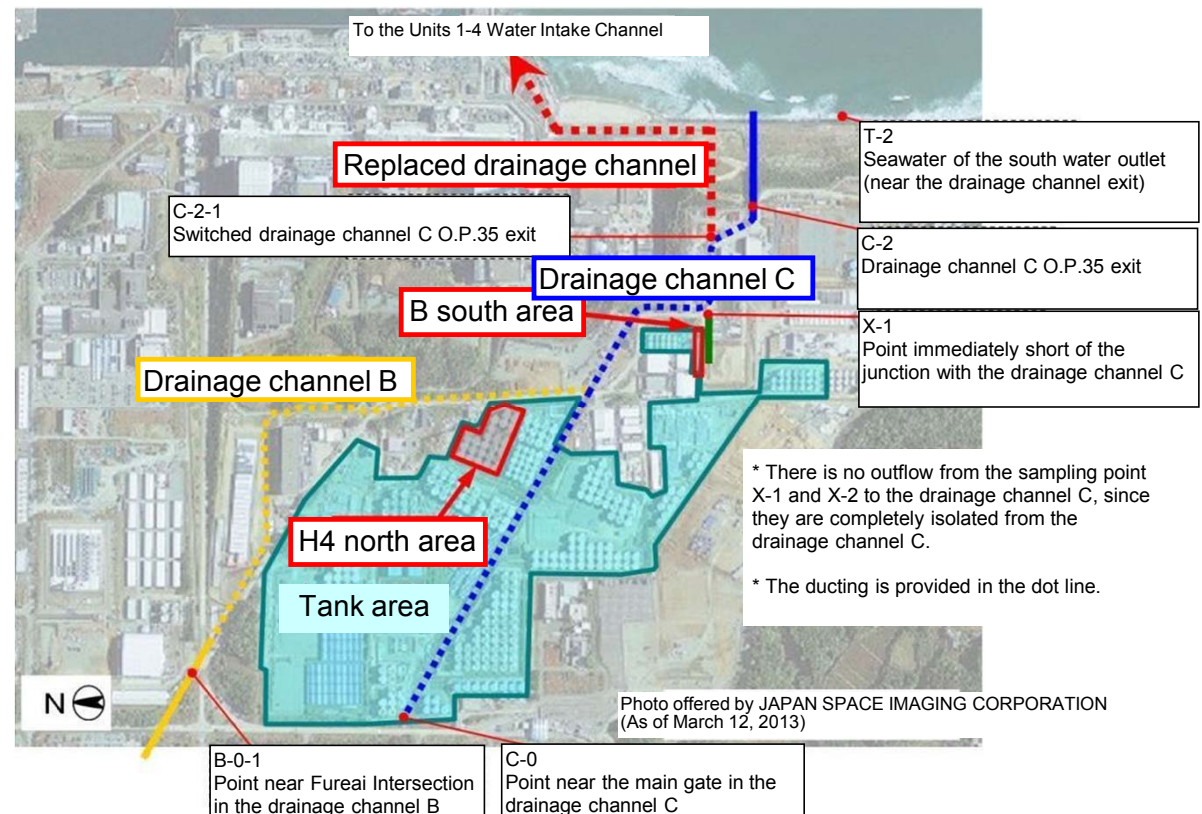 To the Units 1-4 Water Intake Channel
T-2
Seawater of the south water outlet
(near the drainage channel exit)
Replaced drainage channel
C-2-1
Switched drainage channel C O.P.35 exit
C-2
Drainage channel C O.P.35 exit
Drainage channel C
B south area
X-1
Point immediately short of the
junction with the drainage channel C
Drainage channel B
* There is no outflow from the sampling point
X-1 and X-2 to the drainage channel C, since
they are completely isolated from the
drainage channel C.
* The ducting is provided in the dot line.
H4 north area
Tank area
N
Photo offered by JAPAN SPACE IMAGING CORPORATION
(As of March 12, 2013)
B-0-1
Point near Fureai Intersection
in the drainage channel B
C-0
Point near the main gate in the
drainage channel C